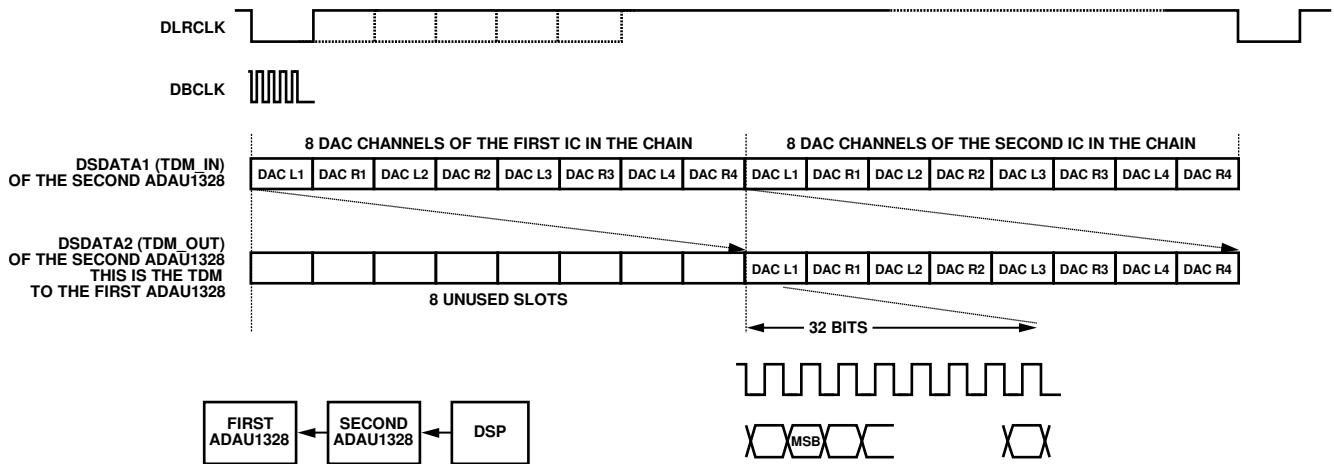 DLRCLK
DBCLK
8 DAC CHANNELS OF THE FIRST IC IN THE CHAIN
8 DAC CHANNELS OF THE SECOND IC IN THE CHAIN
DSDATA1 (TDM_IN)
OF THE SECOND ADAU1328
DAC L1 DAC R1 DAC L2 DAC R2 DAC L3 DAC R3 DAC L4 DAC R4 DAC L1 DAC R1 DAC L2 DAC R2 DAC L3 DAC R3 DAC L4 DAC R4
DSDATA2 (TDM_OUT)
OF THE SECOND ADAU1328
THIS IS THE TDM
TO THE FIRST ADAU1328
DAC L1 DAC R1 DAC L2 DAC R2 DAC L3 DAC R3 DAC L4 DAC R4
8 UNUSED SLOTS
32 BITS
FIRST
ADAU1328
SECOND
ADAU1328
DSP
MSB